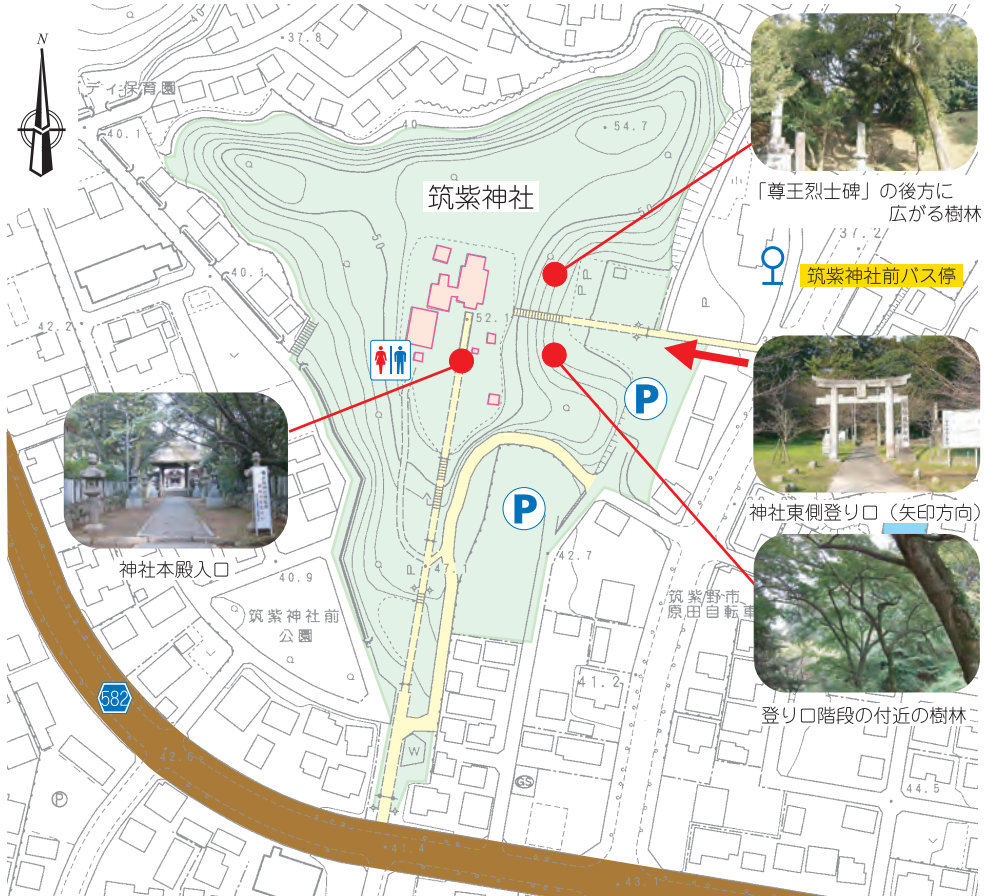 N
37.8
ディ保育園
40.1
40
54.7
筑紫神社
50
50
「尊王烈士碑」の後方に
広がる樹林
37.2
筑紫神社前バス停
40.1
42.2
52.1
P
P
P
P
神社東側登り口（矢印方向）
神社本殿入口
P
47.1
42.7
40.9
筑紫神社前
公園
筑紫野市
原田自転車
41.2
登り口階段の付近の樹林
582
42.6
W
GS
P
44.5
41.4
43.1